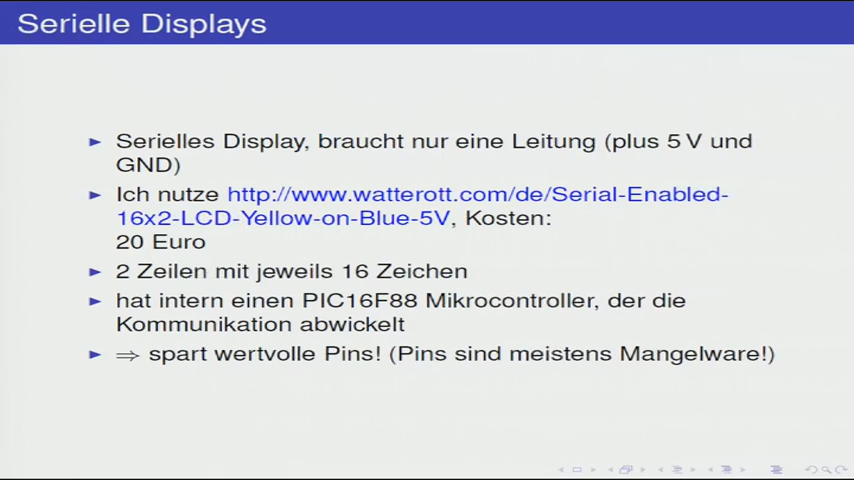 Serielle Displays
Serielles Display, braucht nur eine Leitung (plus 5 V und
GND)
Ich nutze http://www.watterott.com/de/Serial-Enabled-
16x2-LCD-Yellow-on-Blue-5V, Kosten:
20 Euro
2 Zeilen mit jeweils 16 Zeichen
hat intern einen PIC16F88 Mikrocontroller, der die
Kommunikation abwickelt
⇒ spart wertvolle Pins! (Pins sind meistens Mangelware!)